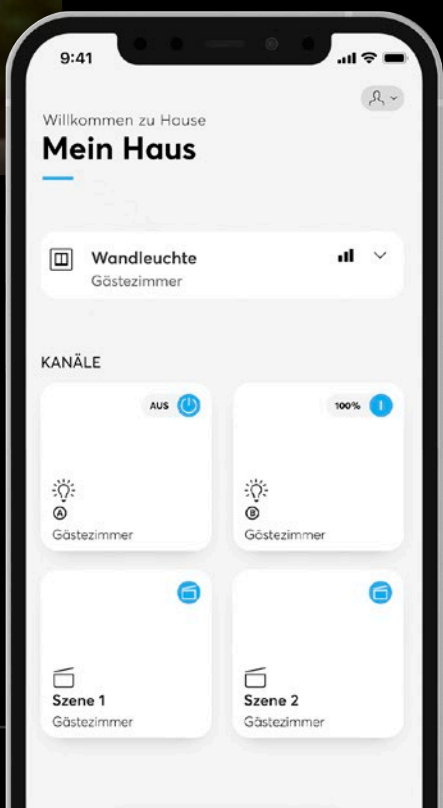 9:41
Willkommen zu Hause
Mein Haus
Wandleuchte
Gästezimmer
KANÄLE
AUS
100%
A
B
Gästezimmer
Gästezimmer
Szene 1
Szene 2
Gästezimmer
Gästezimmer